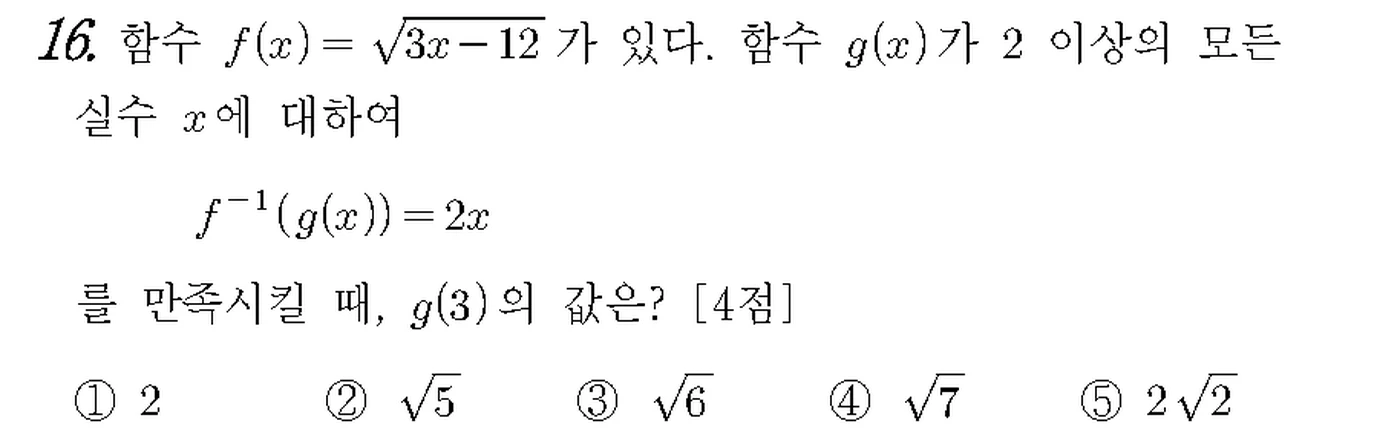 16. 함수 f(x)=√(3x−12) 가 있다. 함수 g(x)가 2 이상의 모든
실수 x에 대하여
f⁻¹(g(x))=2x
를 만족시킬 때, g(3)의 값은? [4점]
① 2 ② √5 ③ √6 ④ √7 ⑤ 2√2